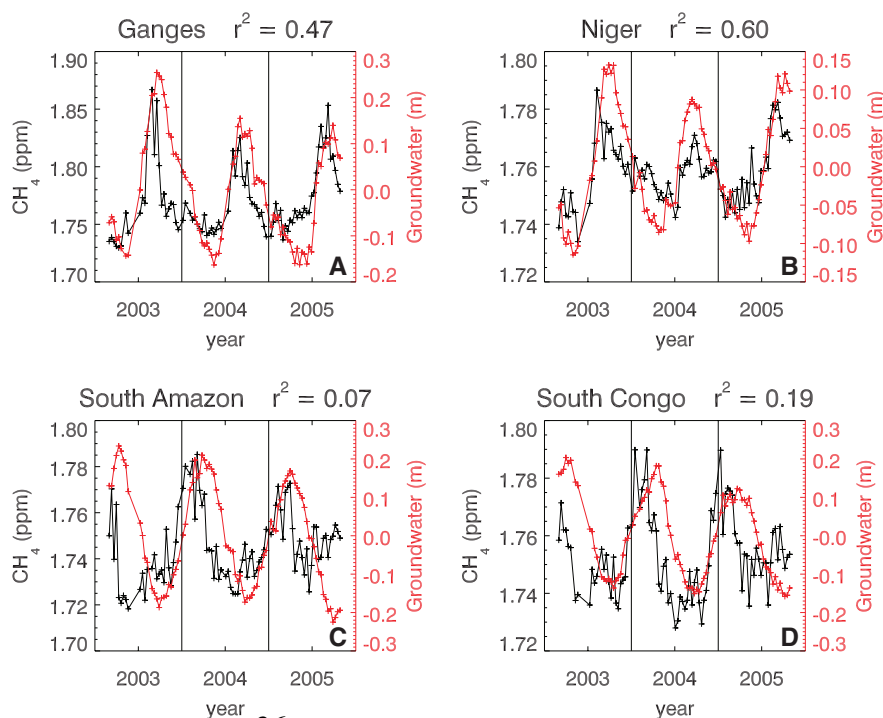 Ganges r² = 0.47
1.90
1.85
1.80
1.75
1.70
CH₄ (ppm)
0.3
0.2
0.1
0.0
-0.1
-0.2
Groundwater (m)
A
2003 2004 2005
year
Niger r² = 0.60
1.80
1.78
1.76
1.74
1.72
CH₄ (ppm)
0.15
0.10
0.05
0.00
-0.05
-0.10
-0.15
Groundwater (m)
B
2003 2004 2005
year
South Amazon r² = 0.07
1.80
1.78
1.76
1.74
1.72
1.70
CH₄ (ppm)
0.3
0.2
0.1
0.0
-0.1
-0.2
-0.3
Groundwater (m)
C
2003 2004 2005
year
South Congo r² = 0.19
1.80
1.78
1.76
1.74
1.72
CH₄ (ppm)
0.3
0.2
0.1
0.0
-0.1
-0.2
-0.3
Groundwater (m)
D
2003 2004 2005
year